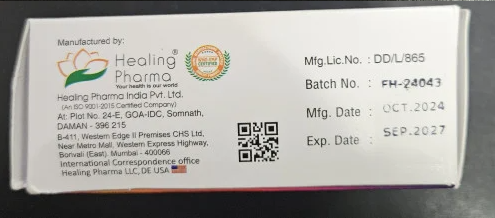 Manufactured by:
Healing®
Pharma
Your health is our world
Healing Pharma India Pvt. Ltd.
(An ISO 9001-2015 Certified Company)
At: Plot No. 24-E, GOA-IDC, Somnath,
DAMAN - 396 215
B-411, Western Edge II Premises CHS Ltd,
Near Metro Mall, Western Express Highway,
Borivali (East). Mumbai - 400066
International Correspondence office
Healing Pharma LLC, DE USA
Mfg.Lic.No. : DD/L/865
Batch No. : FH-24043
Mfg. Date : OCT.2024
Exp. Date : SEP.2027